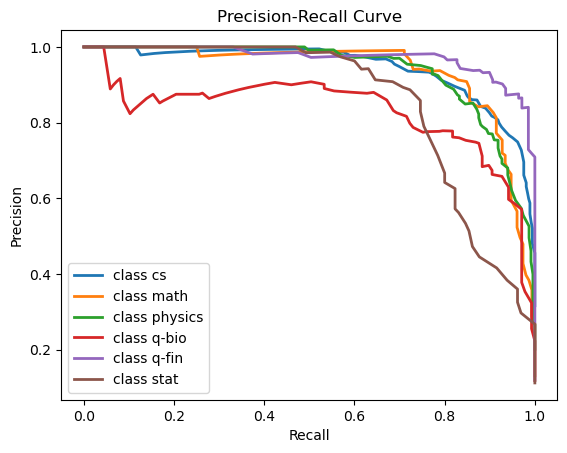 Precision-Recall Curve
Precision
1.0
0.8
0.6
0.4
0.2
class cs
class math
class physics
class q-bio
class q-fin
class stat
0.0 0.2 0.4 0.6 0.8 1.0
Recall